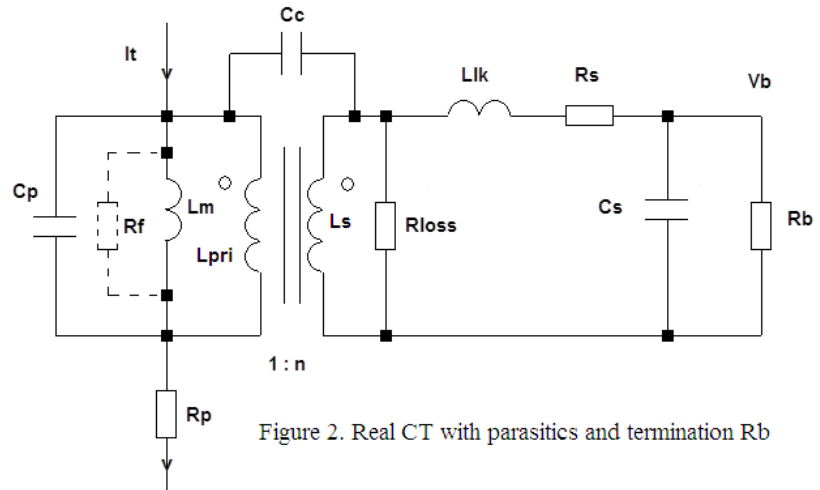 Cc
It
Llk
Rs
Vb
Cp
Rf
Lm
Lpri
Ls
Rloss
Cs
Rb
1 : n
Rp
Figure 2. Real CT with parasitics and termination Rb